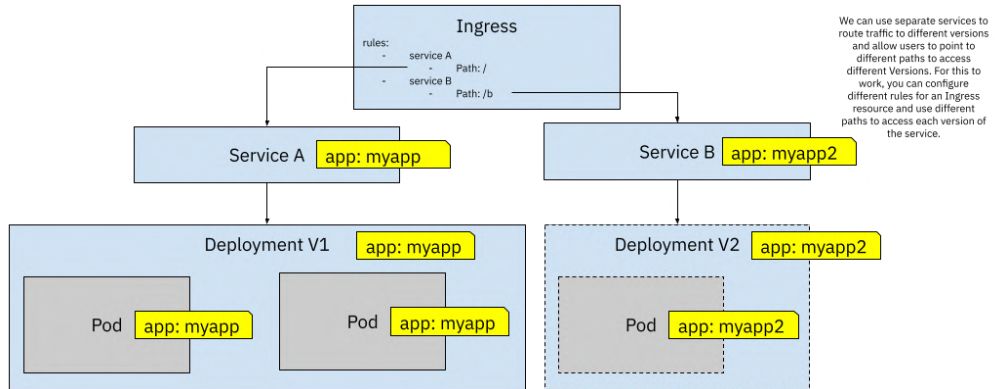 Ingress
rules:
- service A
- Path: /
- service B
- Path: /b
We can use separate services to
route traffic to different versions
and allow users to point to
different paths to access
different Versions. For this to
work, you can configure
different rules for an Ingress
resource and use different
paths to access each version of
the service.
Service A
app: myapp
Service B
app: myapp2
Deployment V1
app: myapp
Deployment V2
app: myapp2
Pod
app: myapp
Pod
app: myapp
Pod
app: myapp2